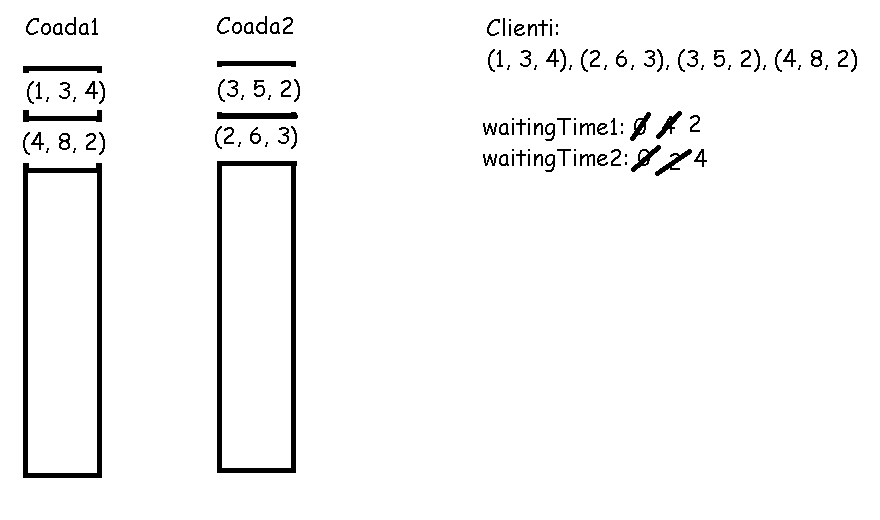 Coada1
(1, 3, 4)
(4, 8, 2)
Coada2
(3, 5, 2)
(2, 6, 3)
Clienti:
(1, 3, 4), (2, 6, 3), (3, 5, 2), (4, 8, 2)
waitingTime1: 0 4 2
waitingTime2: 0 2 4